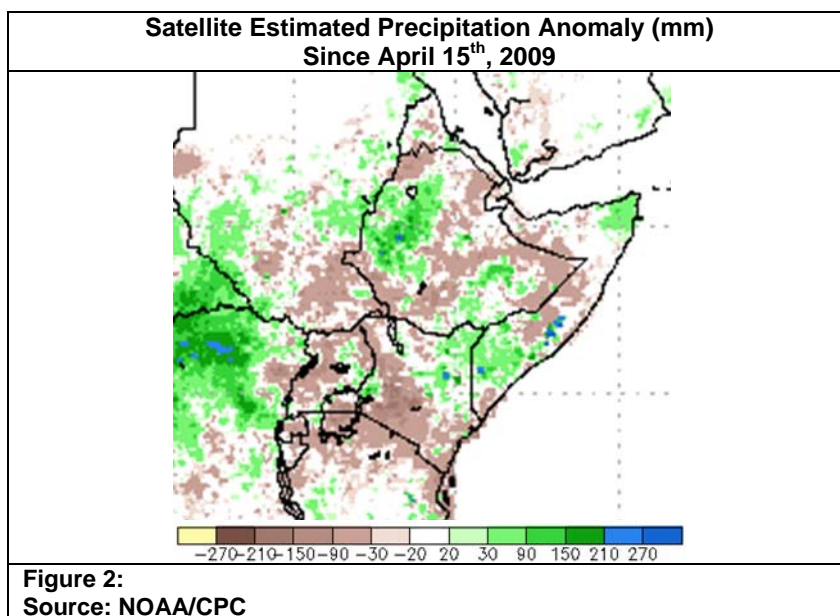 Satellite Estimated Precipitation Anomaly (mm)
Since April 15th, 2009
-270 -210 -150 -90 -30 -20 20 30 90 150 210 270
Figure 2:
Source: NOAA/CPC